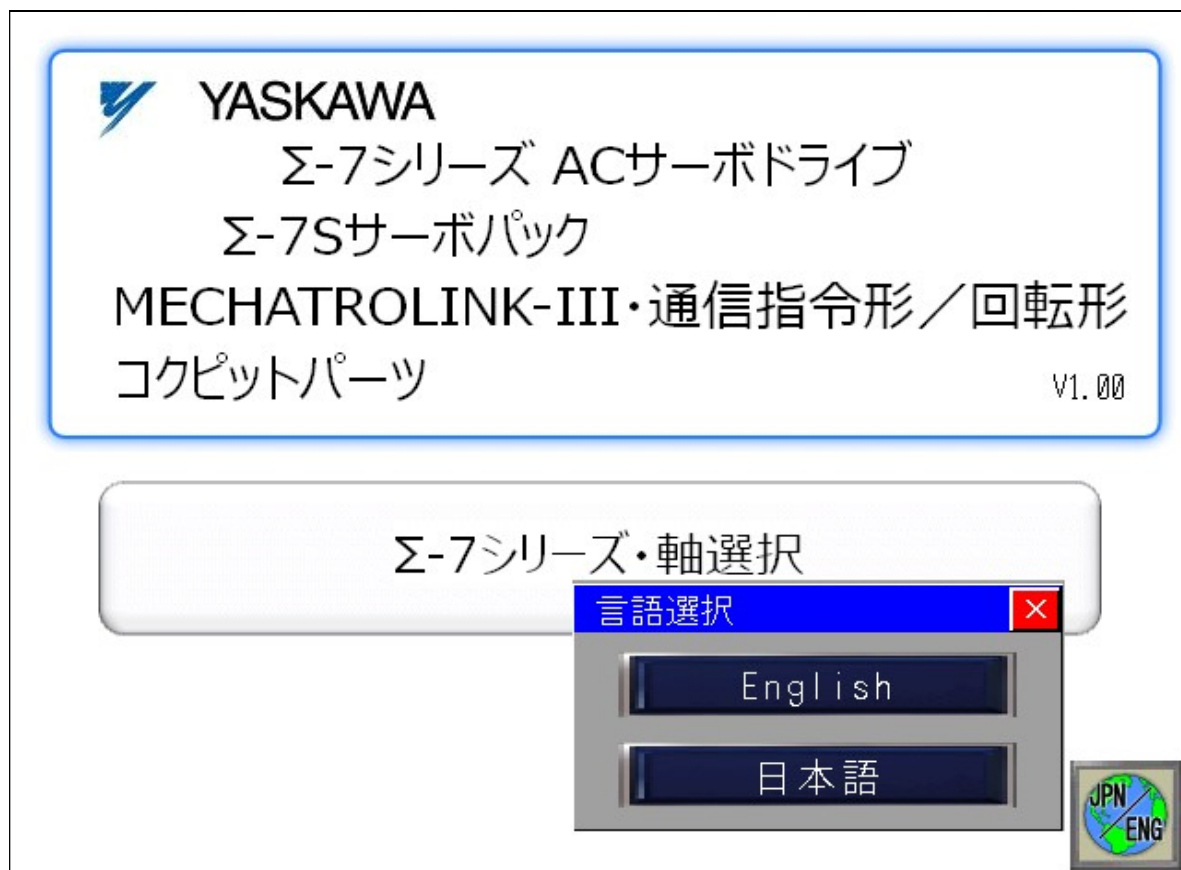 YASKAWA
Σ-7シリーズ ACサーボドライブ
Σ-7Sサーボパック
MECHATROLINK-III・通信指令形／回転形
コクピットパーツ
V1.00
Σ-7シリーズ・軸選択
言語選択
English
日本語
JPN/ENG